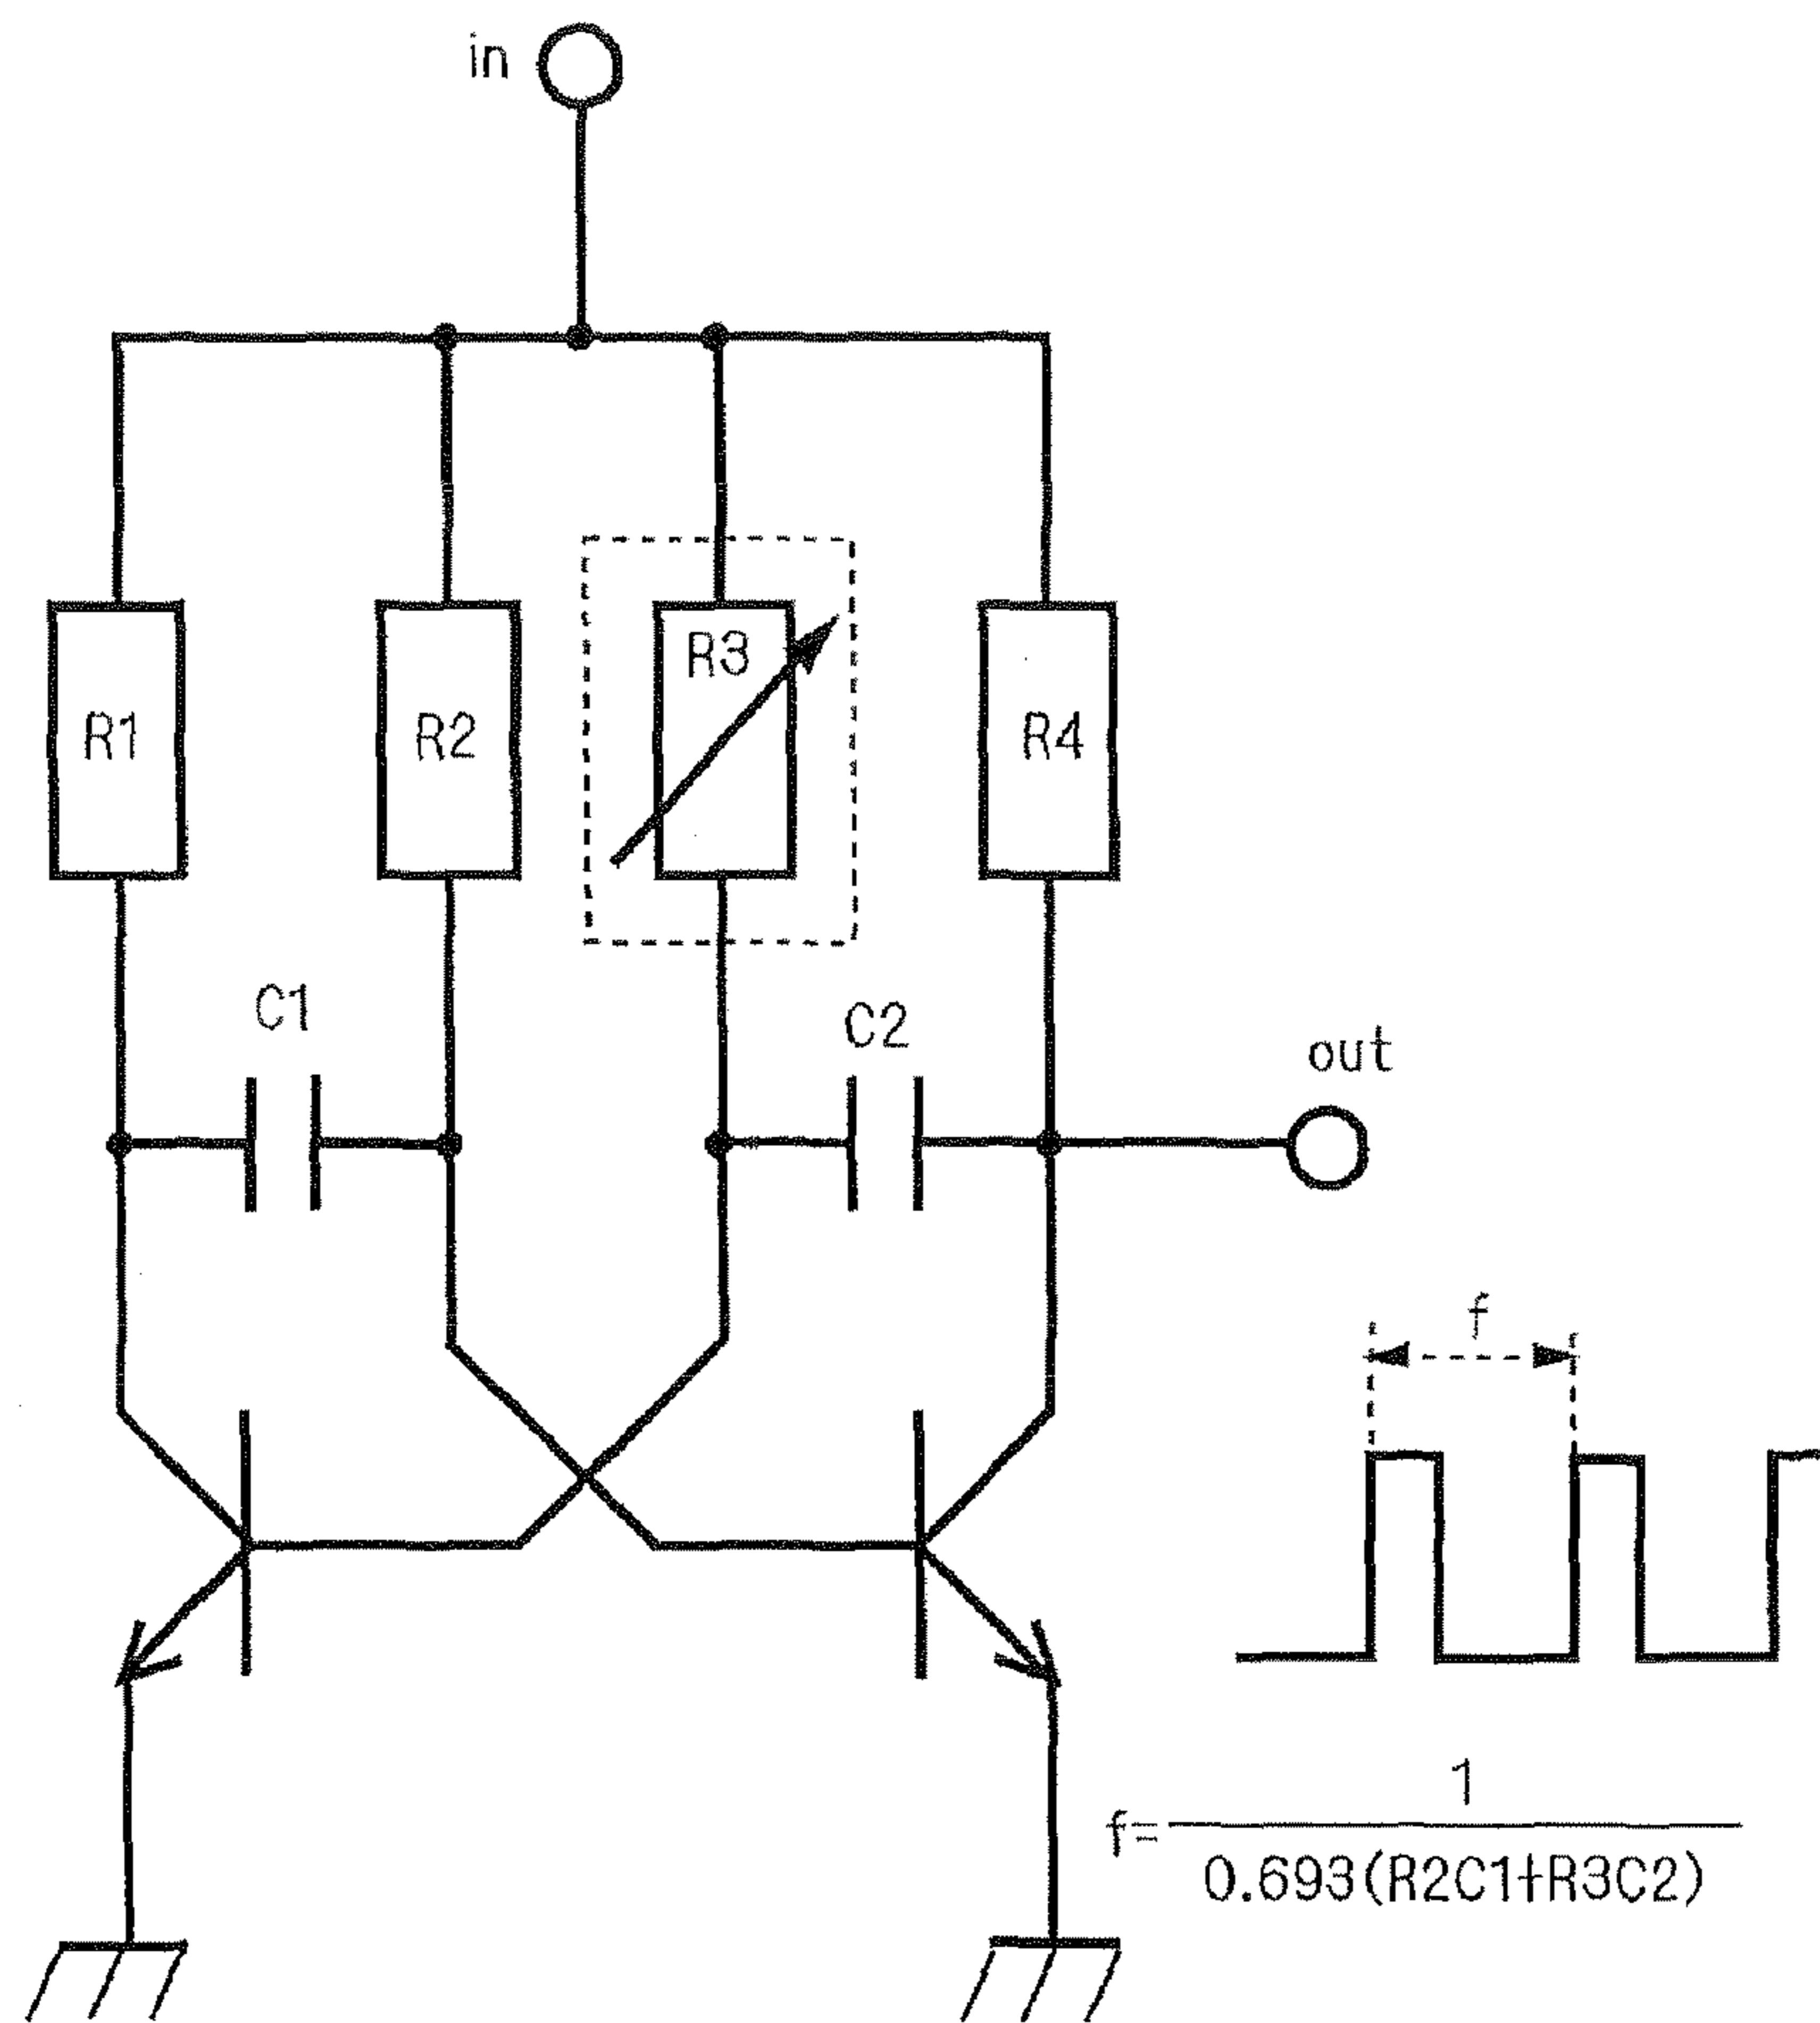 in
R1
R2
R3
R4
C1
C2
out
f
f=1/0.693(R2C1+R3C2)